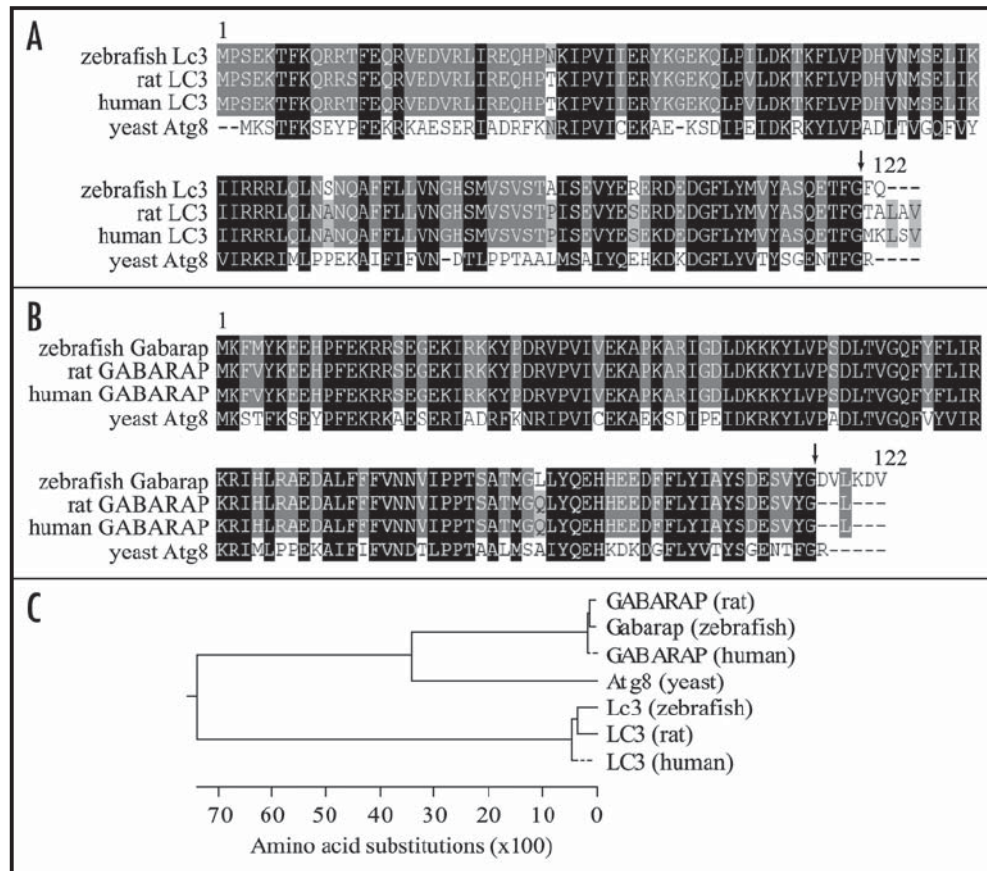 A
1
zebrafish Lc3 MPSEKTFKQRRTFEQRVEDVRLIREQHPNKIPVIIERYKGEKQLPILDKTKFLVPDHVNMSELIK
rat LC3 MPSEKTFKQRRSFEQRVEDVRLIREQHPTKIPVIIERYKGEKQLPVLDKTKFLVPDHVNMSELIK
human LC3 MPSEKTFKQRRTFEQRVEDVRLIREQHPTKIPVIIERYKGEKQLPVLDKTKFLVPDHVNMSELIK
yeast Atg8 --MKSTFKSEYPFEKRKAESERIADRFKNRIPVICEKAE-KSDIPEIDKRKYLVPADLTVGQFVY
122
zebrafish Lc3 IIRRRLQLNSNQAFFLLVNGHSMVSVSTAISEVYERERDEDGFLYMVYASQETFGFQ----
rat LC3 IIRRRLQLNANQAFFLLVNGHSMVSVSTPISEVYESERDEDGFLYMVYASQETFGTALAV
human LC3 IIRRRLQLNANQAFFLLVNGHSMVSVSTPISEVYESEKDEDGFLYMVYASQETFGMKLSV
yeast Atg8 VIRKRIMLPPEKAIFIFVN-DTLPPTAALMSAIYQEHKDKDGFLYVTYSGENTFGR----
B
1
zebrafish Gabarap MKFMYKEEHPFEKRRSEGEKIRKKYPDRVPVIVEKAPKARIGDLDKKKYLVPSDLTVGQFYFLIR
rat GABARAP MKFVYKEEHPFEKRRSEGEKIRKKYPDRVPVIVEKAPKARIGDLDKKKYLVPSDLTVGQFYFLIR
human GABARAP MKFVYKEEHPFEKRRSEGEKIRKKYPDRVPVIVEKAPKARIGDLDKKKYLVPSDLTVGQFYFLIR
yeast Atg8 MKSTFKSEYPFEKRKAESERIADRFKNRIPVICEKAEKSDIPEIDKRKYLVPADLTVGQFVYVIR
122
zebrafish Gabarap KRIHLRAEDALFFFVNNVIPPTSATMGLLYQEHHEEDFFLYIAYSDESVYGDVLKDV
rat GABARAP KRIHLRAEDALFFFVNNVIPPTSATMGQLYQEHHEEDFFLYIAYSDESVYG--L---
human GABARAP KRIHLRAEDALFFFVNNVIPPTSATMGQLYQEHHEEDFFLYIAYSDESVYG--L---
yeast Atg8 KRIMLPPEKAIFIFVNDTLPPTAALMSAIYQEHKDKDGFLYVTYSGENTFGR-----
C
GABARAP (rat)
Gabarap (zebrafish)
GABARAP (human)
Atg8 (yeast)
Lc3 (zebrafish)
LC3 (rat)
LC3 (human)
70 60 50 40 30 20 10 0
Amino acid substitutions (x100)